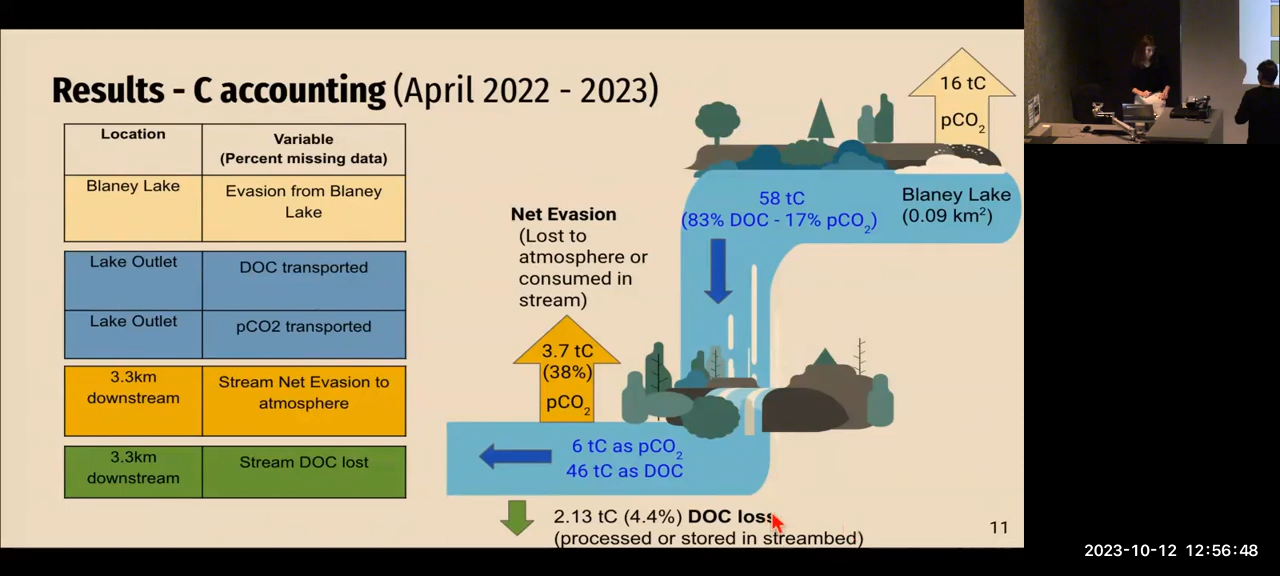 Results - C accounting (April 2022 - 2023)
Location
Variable
(Percent missing data)
Blaney Lake
Evasion from Blaney
Lake
Lake Outlet
DOC transported
Lake Outlet
pCO2 transported
3.3km
downstream
Stream Net Evasion to
atmosphere
3.3km
downstream
Stream DOC lost
Net Evasion
(Lost to
atmosphere or
consumed in
stream)
3.7 tC
(38%)
pCO₂
16 tC
pCO₂
58 tC
(83% DOC - 17% pCO₂)
Blaney Lake
(0.09 km²)
6 tC as pCO₂
46 tC as DOC
2.13 tC (4.4%) DOC loss
(processed or stored in streambed)
11
2023-10-12 12:56:48